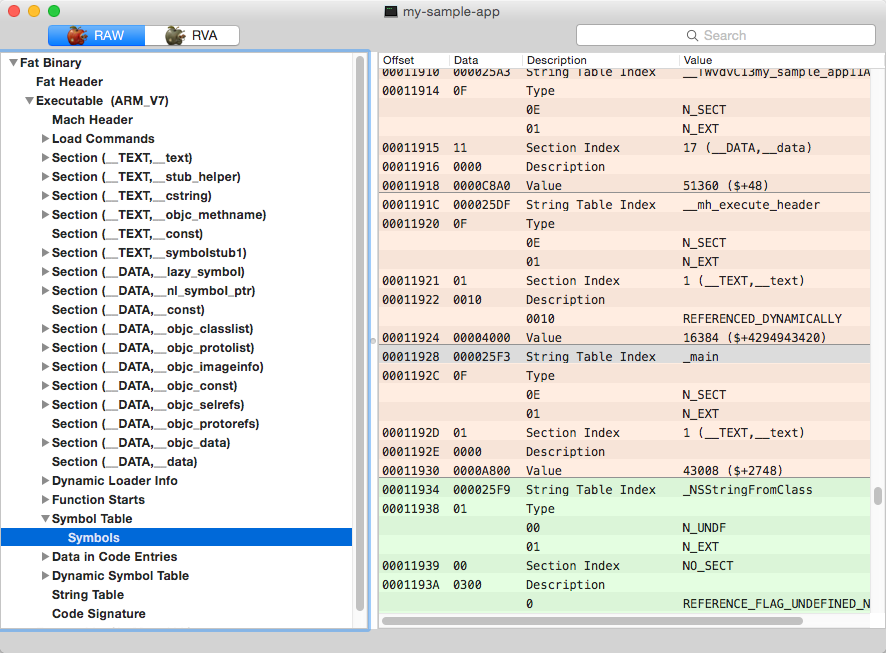 my-sample-app
RAW RVA Search
Fat Binary
Fat Header
Executable (ARM_V7)
Mach Header
Load Commands
Section (__TEXT,__text)
Section (__TEXT,__stub_helper)
Section (__TEXT,__cstring)
Section (__TEXT,__objc_methname)
Section (__TEXT,__const)
Section (__TEXT,__symbolstub1)
Section (__DATA,__lazy_symbol)
Section (__DATA,__nl_symbol_ptr)
Section (__DATA,__const)
Section (__DATA,__objc_classlist)
Section (__DATA,__objc_protolist)
Section (__DATA,__objc_imageinfo)
Section (__DATA,__objc_const)
Section (__DATA,__objc_selrefs)
Section (__DATA,__objc_protorefs)
Section (__DATA,__objc_data)
Section (__DATA,__data)
Dynamic Loader Info
Function Starts
Symbol Table
Symbols
Data in Code Entries
Dynamic Symbol Table
String Table
Code Signature
Offset Data Description Value
00011910 000025A3 String Table Index
00011914 0F Type
0E N_SECT
01 N_EXT
00011915 11 Section Index 17 (__DATA,__data)
00011916 0000 Description
00011918 0000C8A0 Value 51360 ($+48)
0001191C 000025DF String Table Index __mh_execute_header
00011920 0F Type
0E N_SECT
01 N_EXT
00011921 01 Section Index 1 (__TEXT,__text)
00011922 0010 Description
0010 REFERENCED_DYNAMICALLY
00011924 00004000 Value 16384 ($+4294943420)
00011928 000025F3 String Table Index _main
0001192C 0F Type
0E N_SECT
01 N_EXT
0001192D 01 Section Index 1 (__TEXT,__text)
0001192E 0000 Description
00011930 0000A800 Value 43008 ($+2748)
00011934 000025F9 String Table Index _NSStringFromClass
00011938 01 Type
00 N_UNDF
01 N_EXT
00011939 00 Section Index NO_SECT
0001193A 0300 Description
0 REFERENCE_FLAG_UNDEFINED_N